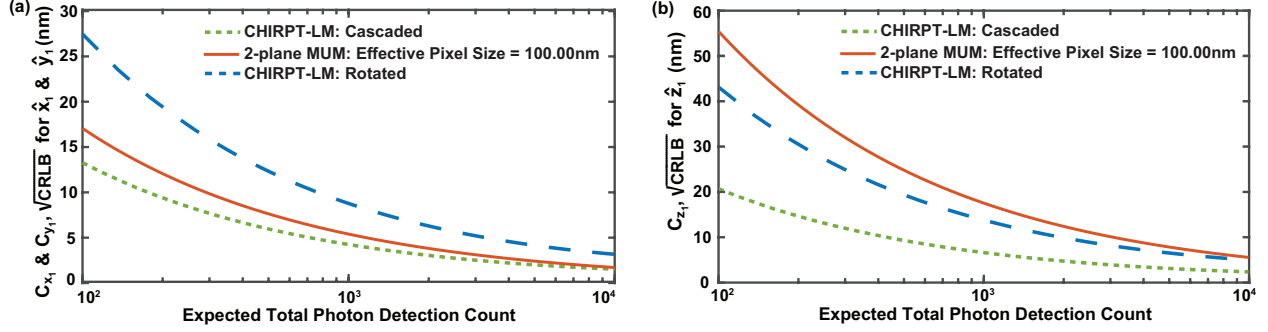 (a)
C_x₁ & C_y₁, √CRLB for x̂₁ & ŷ₁ (nm)
30
25
20
15
10
5
0
CHIRPT-LM: Cascaded
2-plane MUM: Effective Pixel Size = 100.00nm
CHIRPT-LM: Rotated
10²
10³
10⁴
Expected Total Photon Detection Count
(b)
C_z₁, √CRLB for ẑ₁ (nm)
60
50
40
30
20
10
0
CHIRPT-LM: Cascaded
2-plane MUM: Effective Pixel Size = 100.00nm
CHIRPT-LM: Rotated
10²
10³
10⁴
Expected Total Photon Detection Count